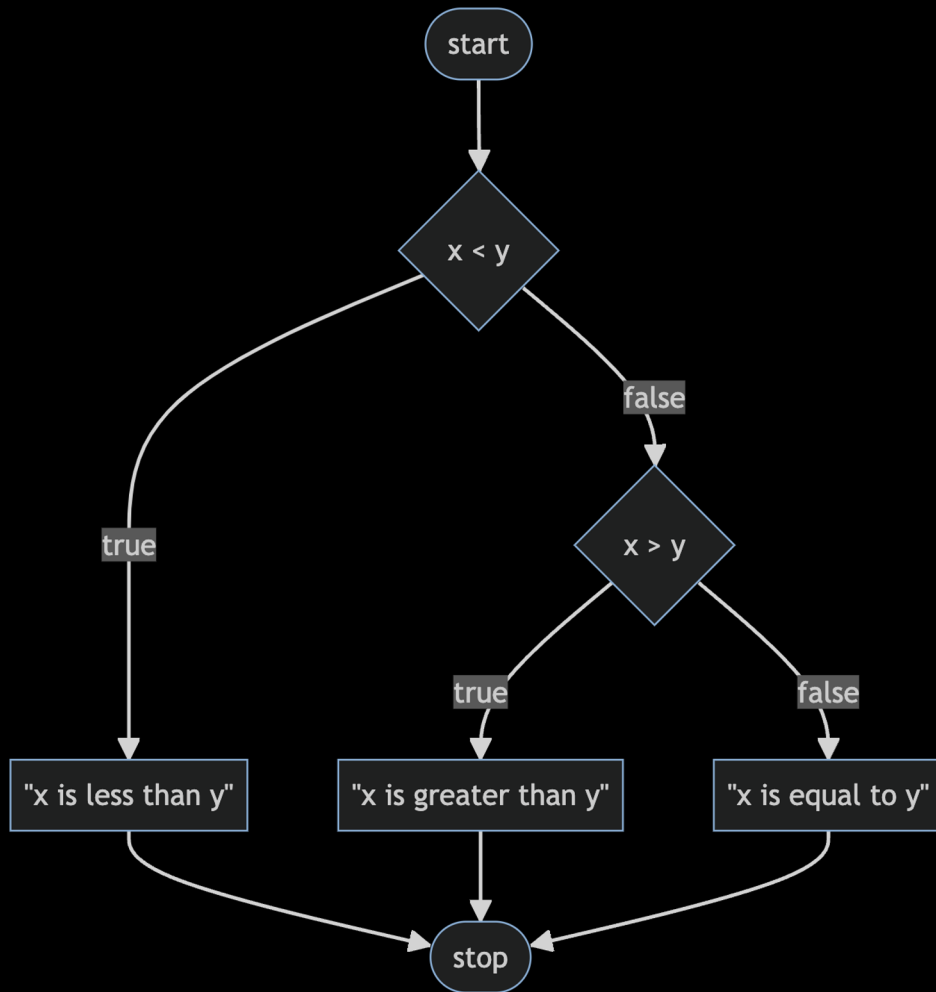 start
x < y
false
true
x > y
true
false
"x is less than y"
"x is greater than y"
"x is equal to y"
stop